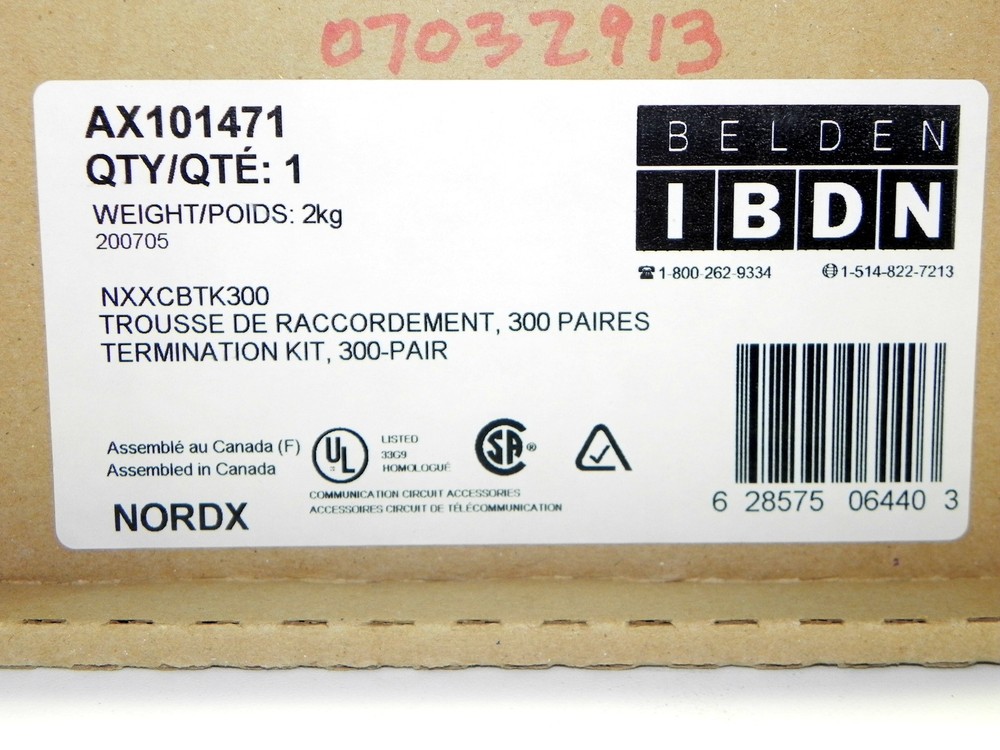 07032913
AX101471
QTY/QTÉ: 1
WEIGHT/POIDS: 2kg
200705
BELDEN
IBDN
1-800-262-9334 1-514-822-7213
NXXCBTK300
TROUSSE DE RACCORDEMENT, 300 PAIRES
TERMINATION KIT, 300-PAIR
Assemblé au Canada (F)
Assembled in Canada
NORDX
UL
LISTED
33G9
HOMOLOGUÉ
SA®
COMMUNICATION CIRCUIT ACCESSORIES
ACCESSOIRES CIRCUIT DE TÉLÉCOMMUNICATION
6 28575 06440 3